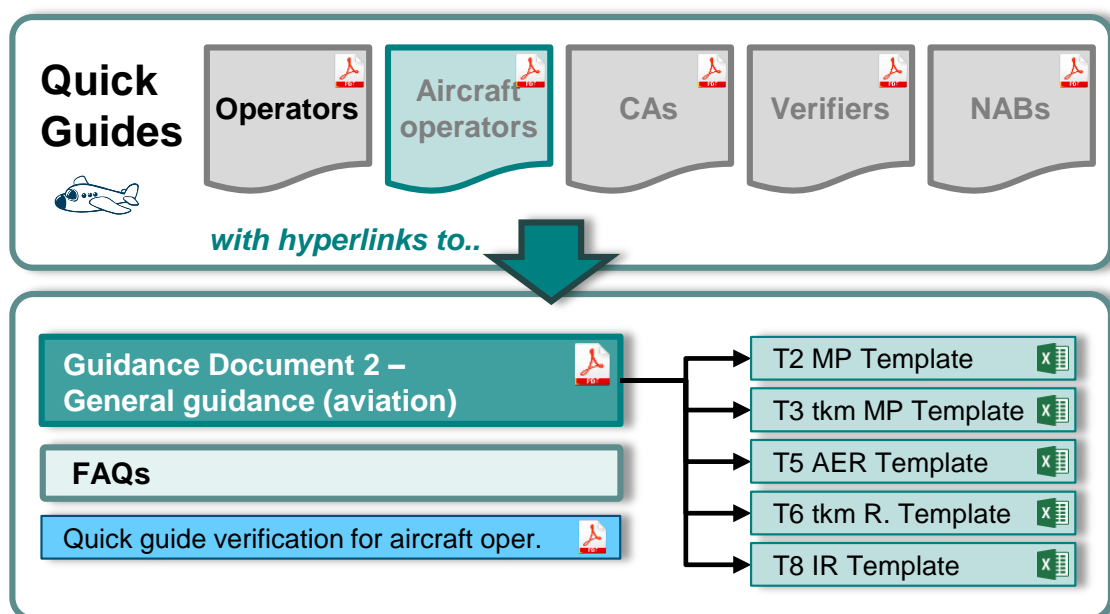 Quick
Guides
Operators
Aircraft
operators
CAs
Verifiers
NABs
with hyperlinks to..
Guidance Document 2 –
General guidance (aviation)
FAQs
Quick guide verification for aircraft oper.
T2 MP Template
T3 tkm MP Template
T5 AER Template
T6 tkm R. Template
T8 IR Template